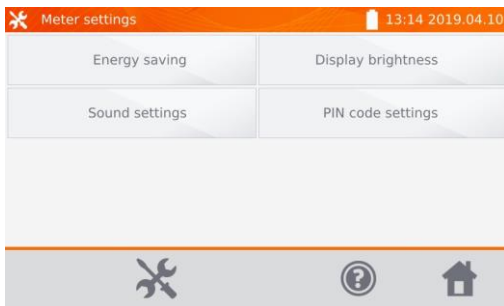 Meter settings 13:14 2019.04.10
Energy saving Display brightness
Sound settings PIN code settings
?